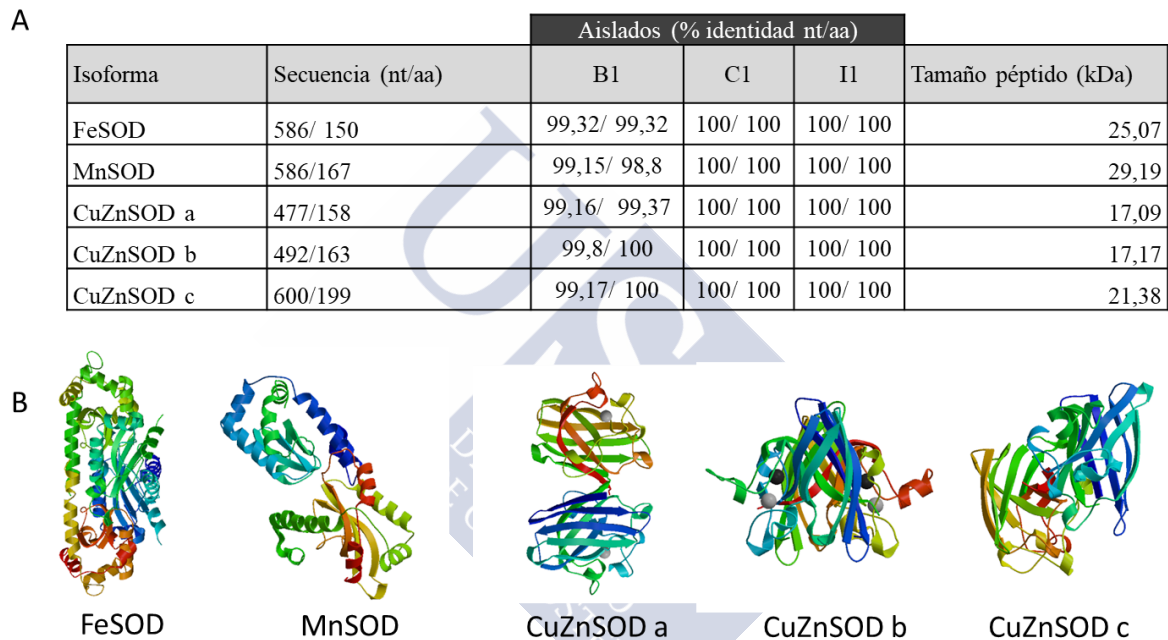 A
Aislados (% identidad nt/aa)
Isoforma Secuencia (nt/aa) B1 C1 I1 Tamaño péptido (kDa)
FeSOD 586/ 150 99,32/ 99,32 100/ 100 100/ 100 25,07
MnSOD 586/167 99,15/ 98,8 100/ 100 100/ 100 29,19
CuZnSOD a 477/158 99,16/ 99,37 100/ 100 100/ 100 17,09
CuZnSOD b 492/163 99,8/ 100 100/ 100 100/ 100 17,17
CuZnSOD c 600/199 99,17/ 100 100/ 100 100/ 100 21,38
B
FeSOD MnSOD CuZnSOD a CuZnSOD b CuZnSOD c